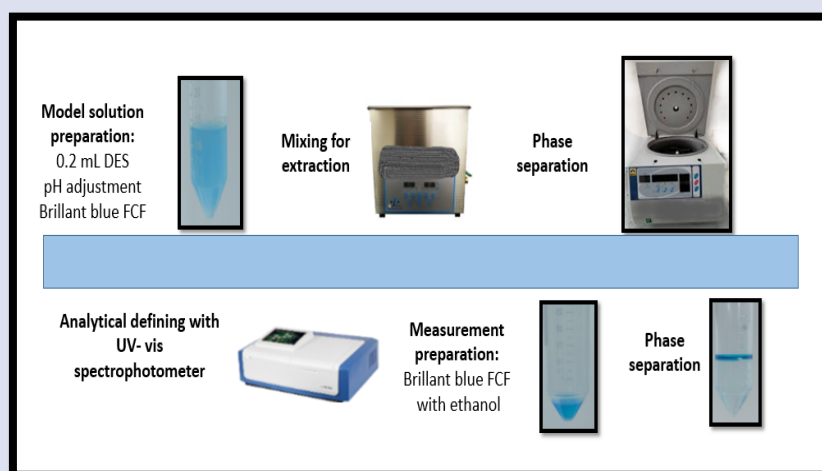 Model solution
preparation:
0.2 mL DES
pH adjustment
Brillant blue FCF
Mixing for
extraction
Phase
separation
Analytical defining with
UV- vis
spectrophotometer
Measurement
preparation:
Brillant blue FCF
with ethanol
Phase
separation